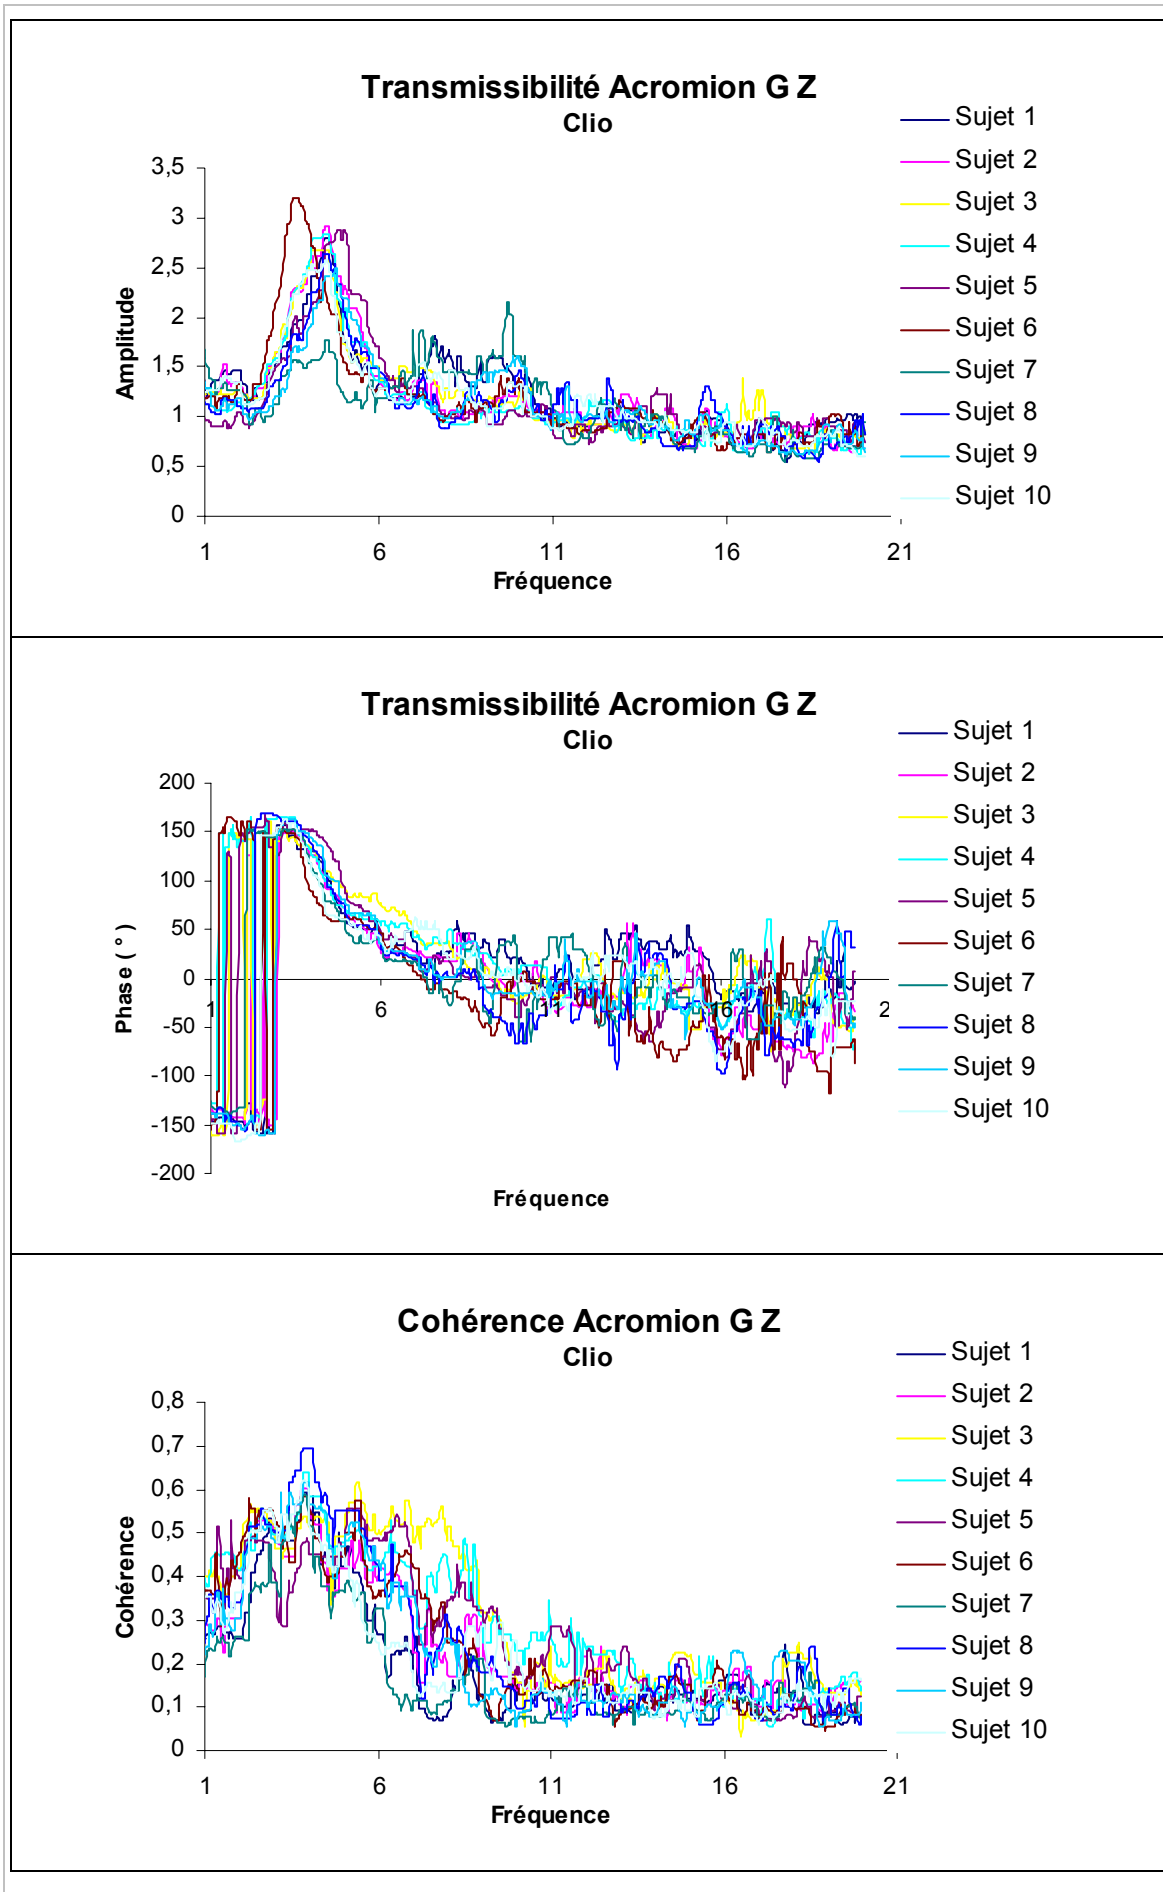 Transmissibilité Acromion G Z
Clio
Amplitude
3,5
3
2,5
2
1,5
1
0,5
0
1 6 11 16 21
Fréquence
Sujet 1
Sujet 2
Sujet 3
Sujet 4
Sujet 5
Sujet 6
Sujet 7
Sujet 8
Sujet 9
Sujet 10
Transmissibilité Acromion G Z
Clio
Phase ( ° )
200
150
100
50
0
-50
-100
-150
-200
1 6 11 16 2
Fréquence
Sujet 1
Sujet 2
Sujet 3
Sujet 4
Sujet 5
Sujet 6
Sujet 7
Sujet 8
Sujet 9
Sujet 10
Cohérence Acromion G Z
Clio
Cohérence
0,8
0,7
0,6
0,5
0,4
0,3
0,2
0,1
0
1 6 11 16 21
Fréquence
Sujet 1
Sujet 2
Sujet 3
Sujet 4
Sujet 5
Sujet 6
Sujet 7
Sujet 8
Sujet 9
Sujet 10